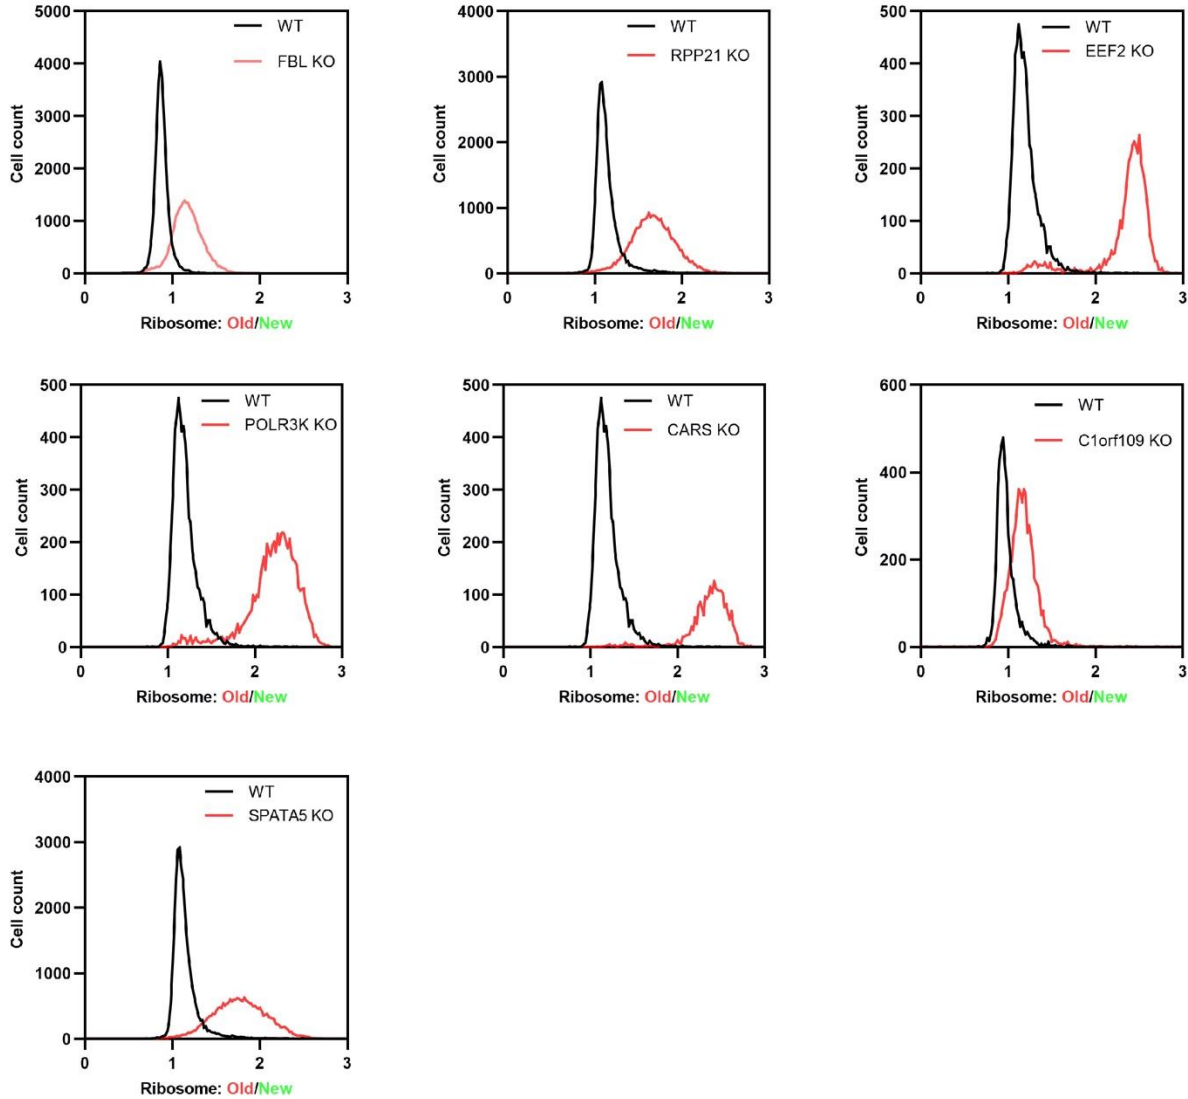 5000
4000
3000
2000
1000
0
Cell count
WT
FBL KO
0 1 2 3
Ribosome: Old/New
4000
3000
2000
1000
0
Cell count
WT
RPP21 KO
0 1 2 3
Ribosome: Old/New
500
400
300
200
100
0
Cell count
WT
EEF2 KO
0 1 2 3
Ribosome: Old/New
500
400
300
200
100
0
Cell count
WT
POLR3K KO
0 1 2 3
Ribosome: Old/New
500
400
300
200
100
0
Cell count
WT
CARS KO
0 1 2 3
Ribosome: Old/New
600
400
200
0
Cell count
WT
C1orf109 KO
0 1 2 3
Ribosome: Old/New
4000
3000
2000
1000
0
Cell count
WT
SPATA5 KO
0 1 2 3
Ribosome: Old/New